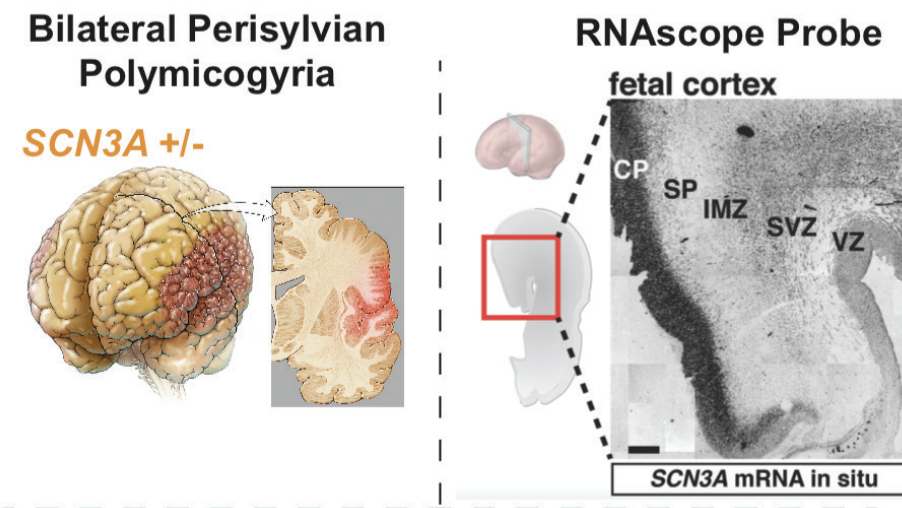 Bilateral Perisylvian
Polymicogyria
SCN3A +/-
RNAscope Probe
fetal cortex
CP
SP
IMZ
SVZ
VZ
SCN3A mRNA in situ